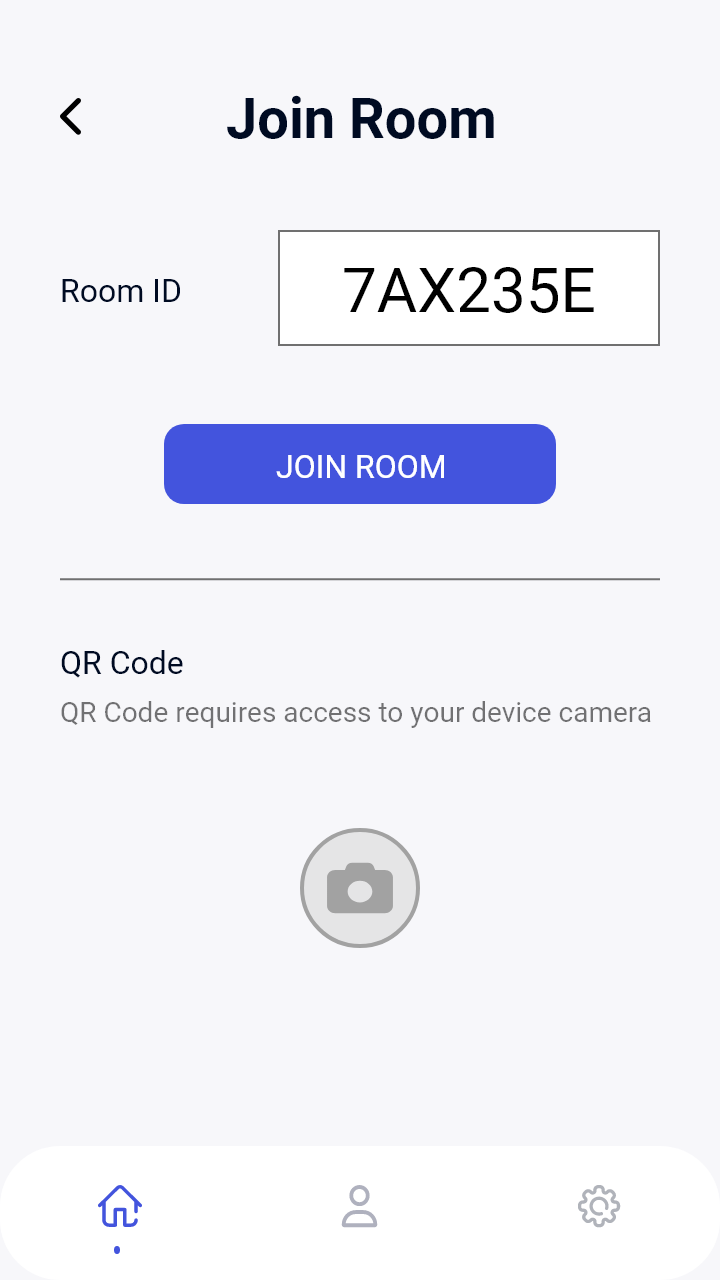 Join Room
Room ID
7AX235E
JOIN ROOM
QR Code
QR Code requires access to your device camera